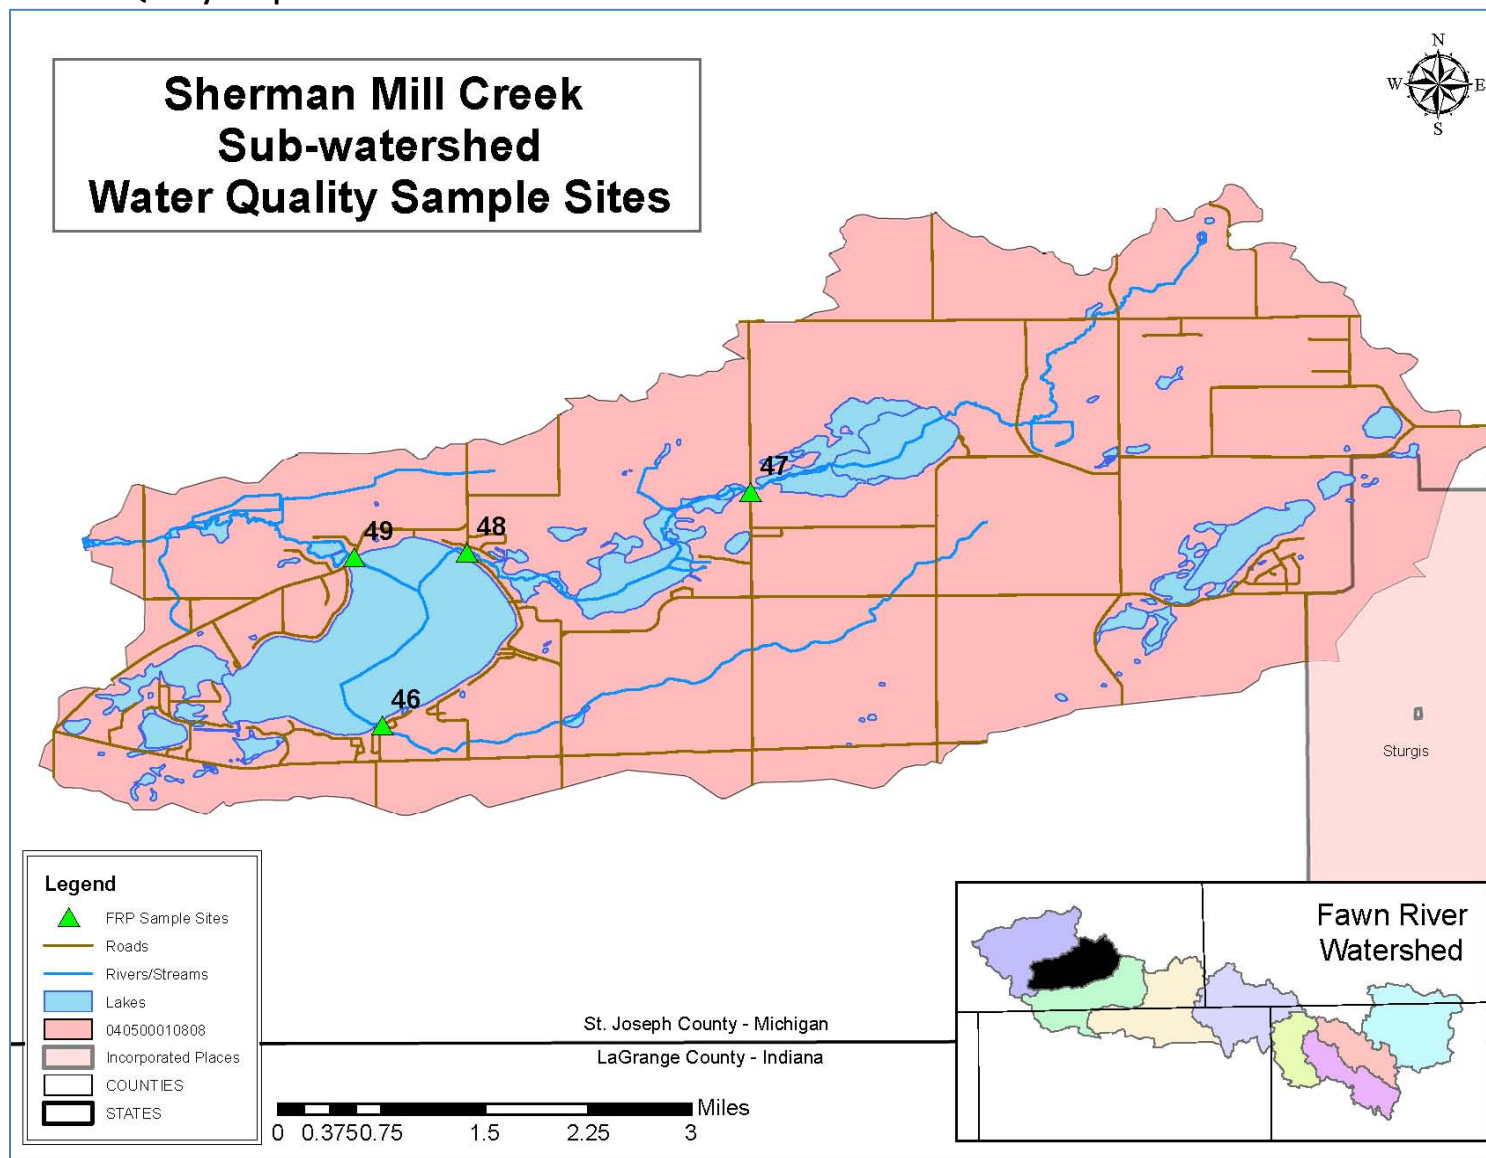 Sherman Mill Creek
Sub-watershed
Water Quality Sample Sites
N
W E
S
47
49
48
46
Sturgis
Legend
FRP Sample Sites
Roads
Rivers/Streams
Lakes
040500010808
Incorporated Places
COUNTIES
STATES
St. Joseph County - Michigan
LaGrange County - Indiana
Miles
0 0.375 0.75 1.5 2.25 3
Fawn River
Watershed